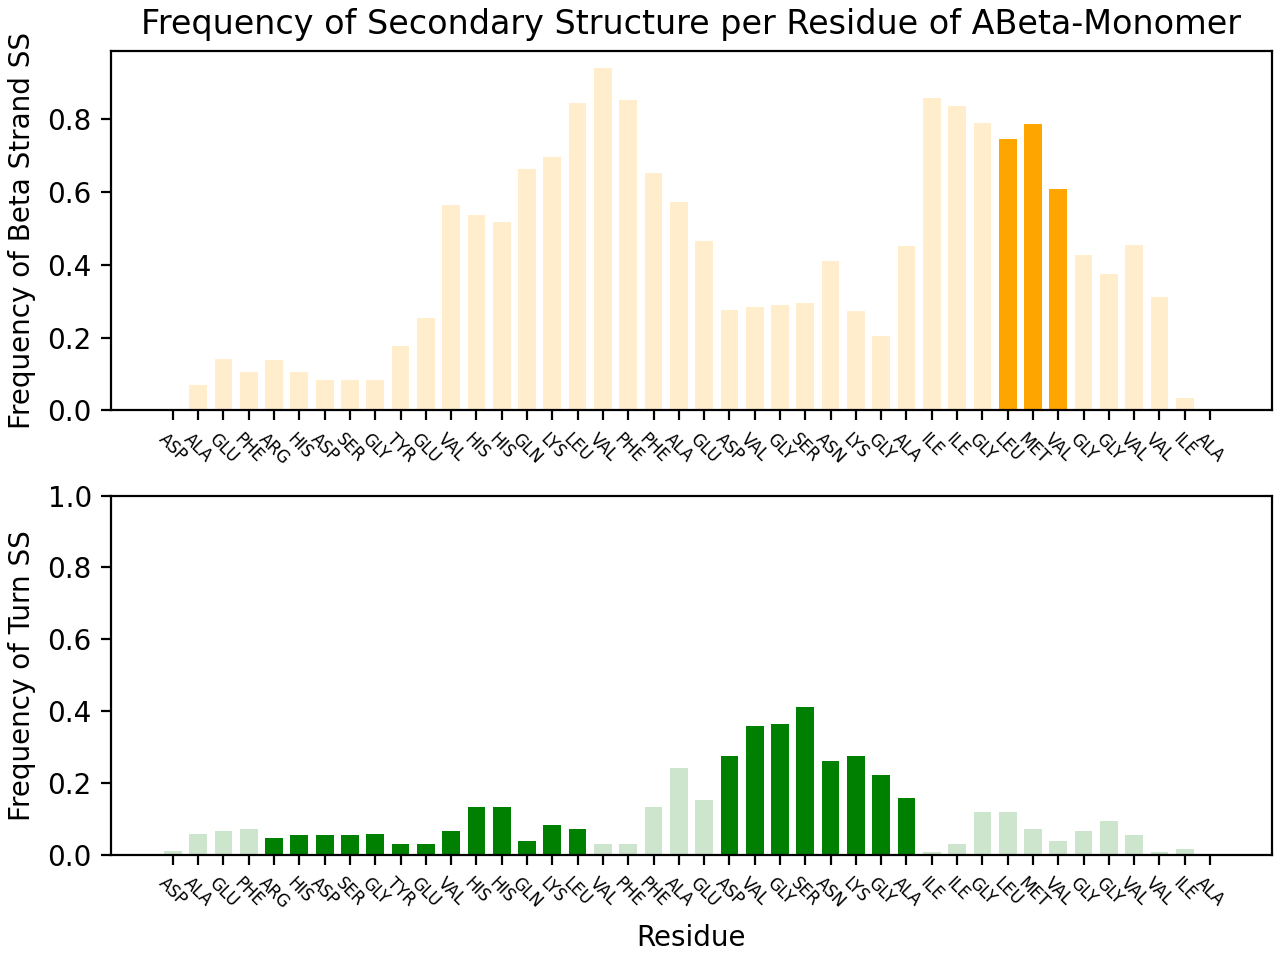 Frequency of Secondary Structure per Residue of ABeta-Monomer
Frequency of Beta Strand SS
0.8
0.6
0.4
0.2
0.0
ASP ALA GLU PHE ARG HIS ASP SER GLY TYR GLU VAL HIS HIS GLN LYS LEU VAL PHE PHE ALA GLU ASP VAL GLY SER ASN LYS GLY ALA ILE ILE GLY LEU MET VAL GLY GLY VAL VAL ILE ALA
Frequency of Turn SS
1.0
0.8
0.6
0.4
0.2
0.0
ASP ALA GLU PHE ARG HIS ASP SER GLY TYR GLU VAL HIS HIS GLN LYS LEU VAL PHE PHE ALA GLU ASP VAL GLY SER ASN LYS GLY ALA ILE ILE GLY LEU MET VAL GLY GLY VAL VAL ILE ALA
Residue